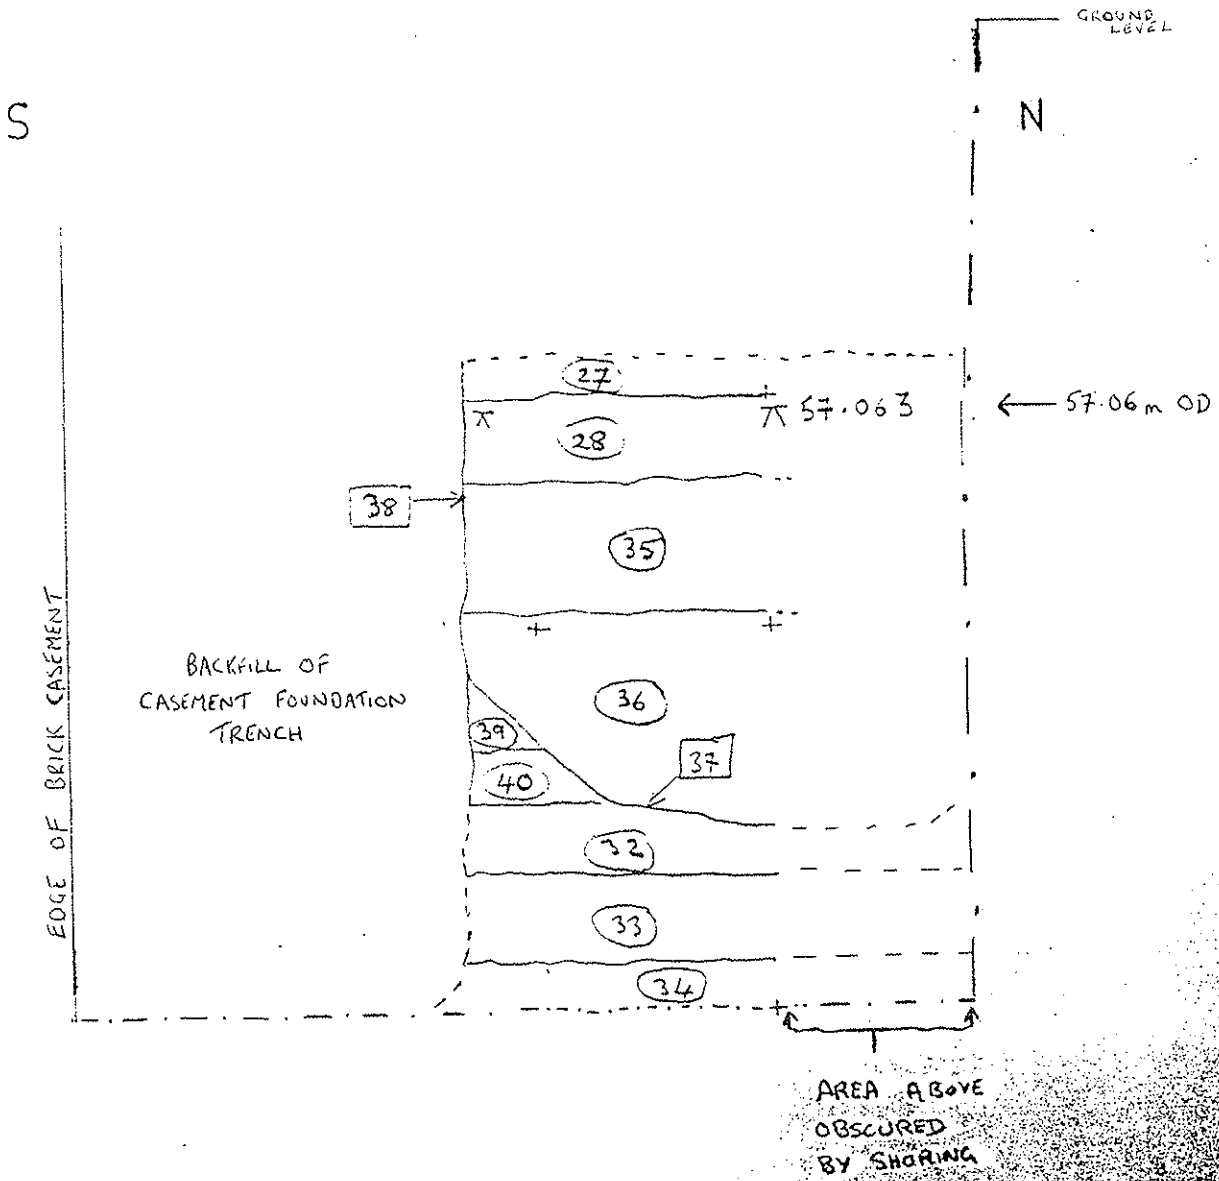 GROUND
LEVEL
S
N
27
57.063
57.06m OD
28
38
35
EDGE OF BRICK CASEMENT
BACKFILL OF
CASEMENT FOUNDATION
TRENCH
36
39
37
40
32
33
34
AREA ABOVE
OBSCURED
BY SHORING